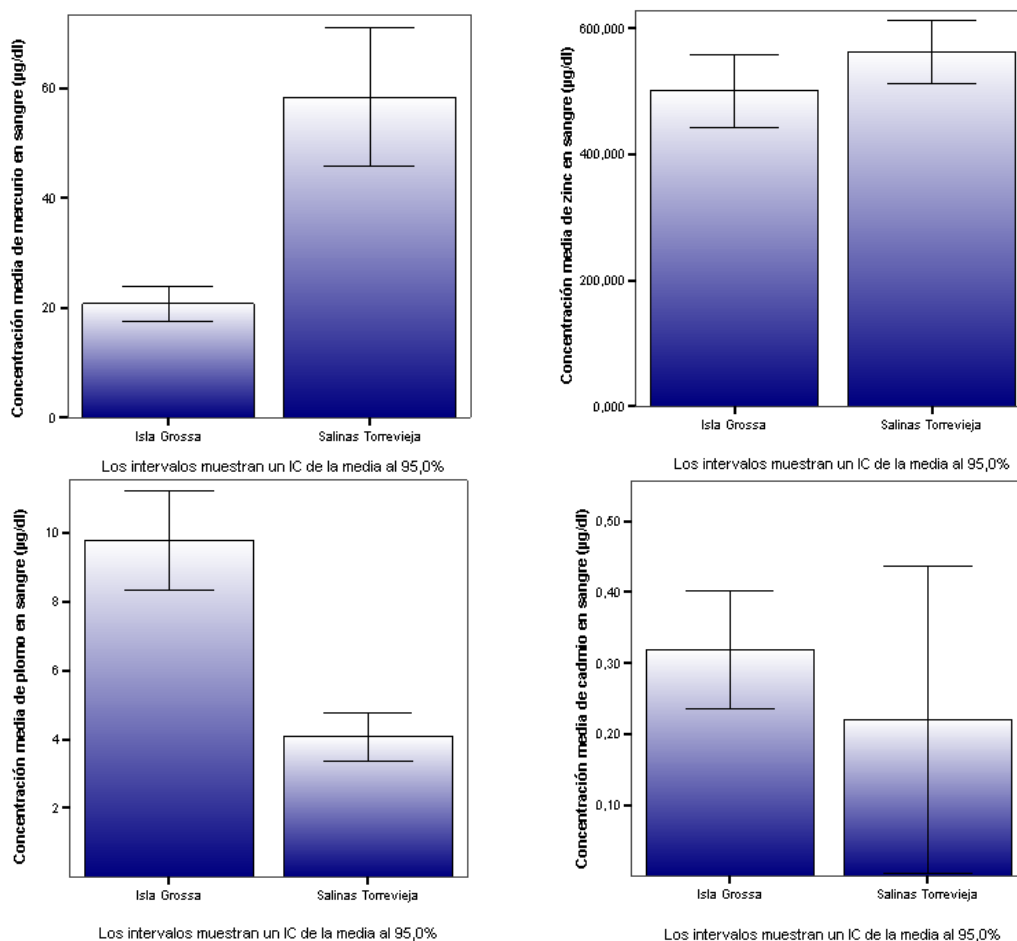 Concentración media de mercurio en sangre (µg/dl)
60
40
20
0
Isla Grossa
Salinas Torrevieja
Los intervalos muestran un IC de la media al 95,0%
Concentración media de zinc en sangre (µg/dl)
600,000
400,000
200,000
0,000
Isla Grossa
Salinas Torrevieja
Los intervalos muestran un IC de la media al 95,0%
Concentración media de plomo en sangre (µg/dl)
10
8
6
4
2
Isla Grossa
Salinas Torrevieja
Los intervalos muestran un IC de la media al 95,0%
Concentración media de cadmio en sangre (µg/dl)
0,50
0,40
0,30
0,20
0,10
Isla Grossa
Salinas Torrevieja
Los intervalos muestran un IC de la media al 95,0%